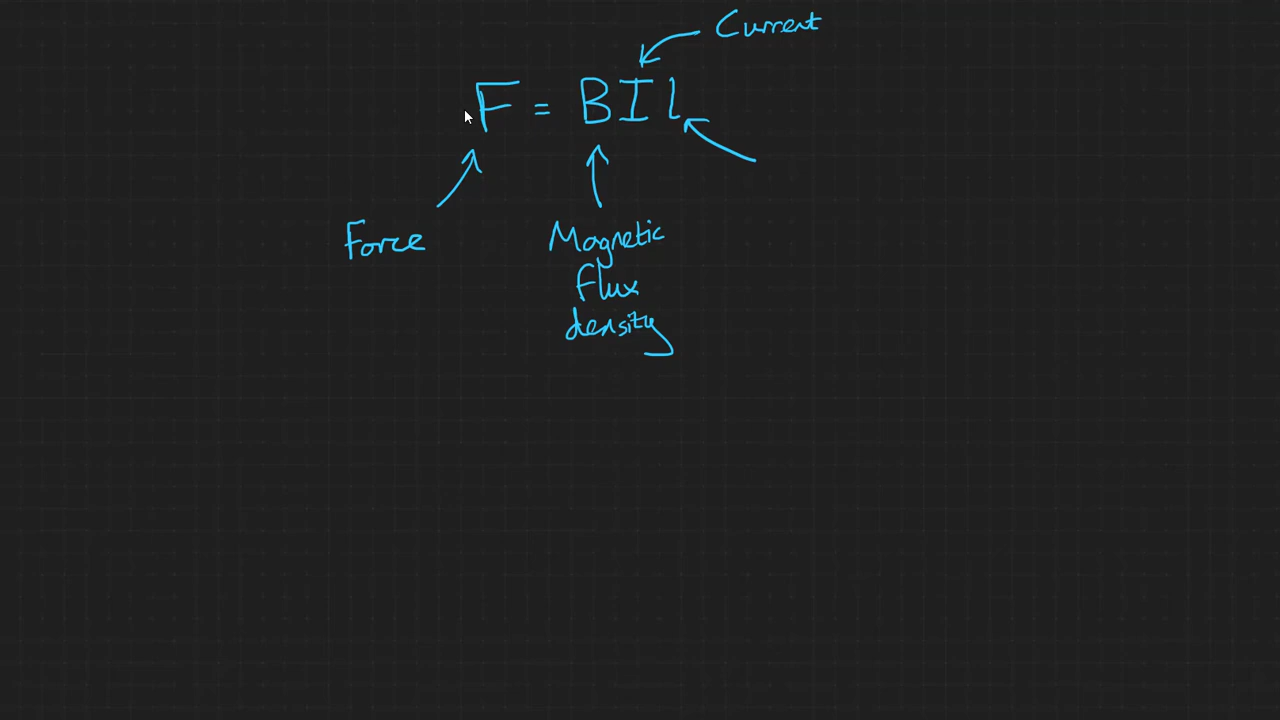 Current
F = BIl
Force
Magnetic
flux
density